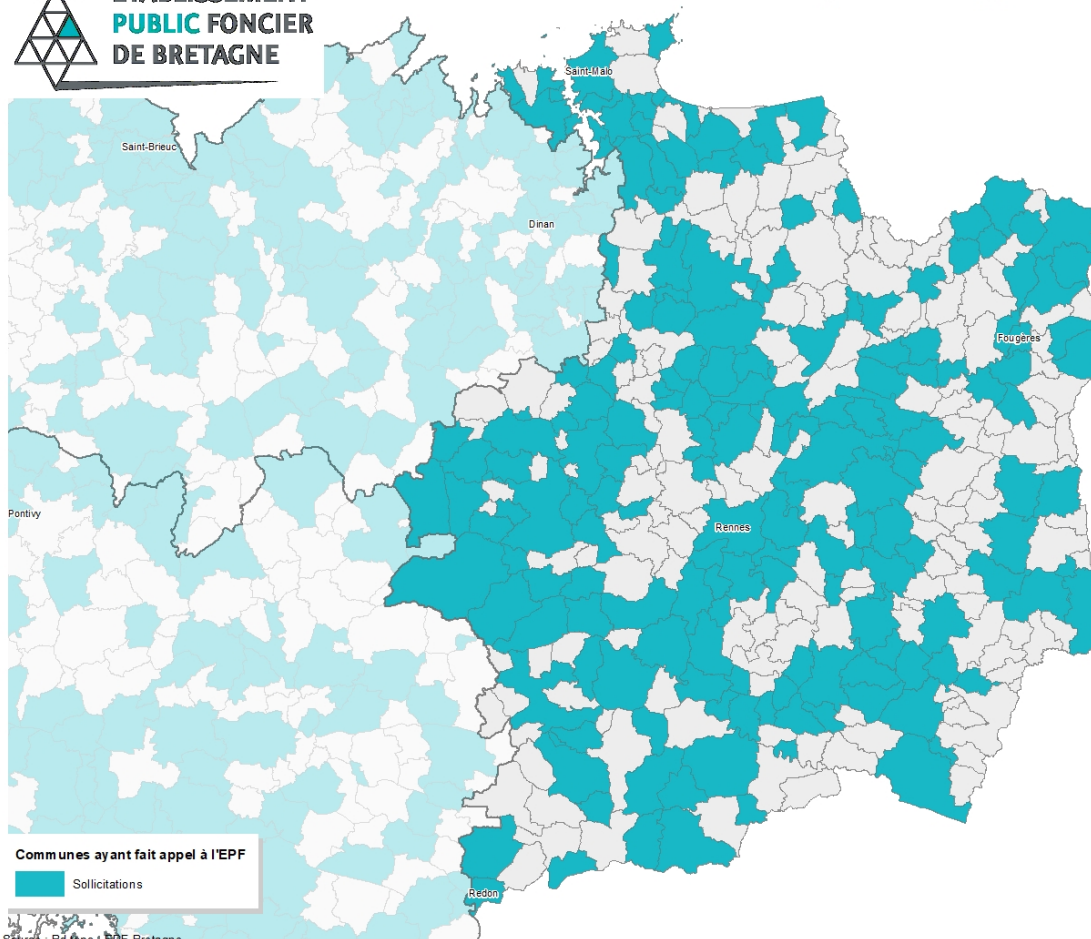 ETABLISSEMENT
PUBLIC FONCIER
DE BRETAGNE
Saint-Malo
Saint-Brieuc
Dinan
Fougères
Pontivy
Rennes
Communes ayant fait appel à l'EPF
Sollicitations
Redon